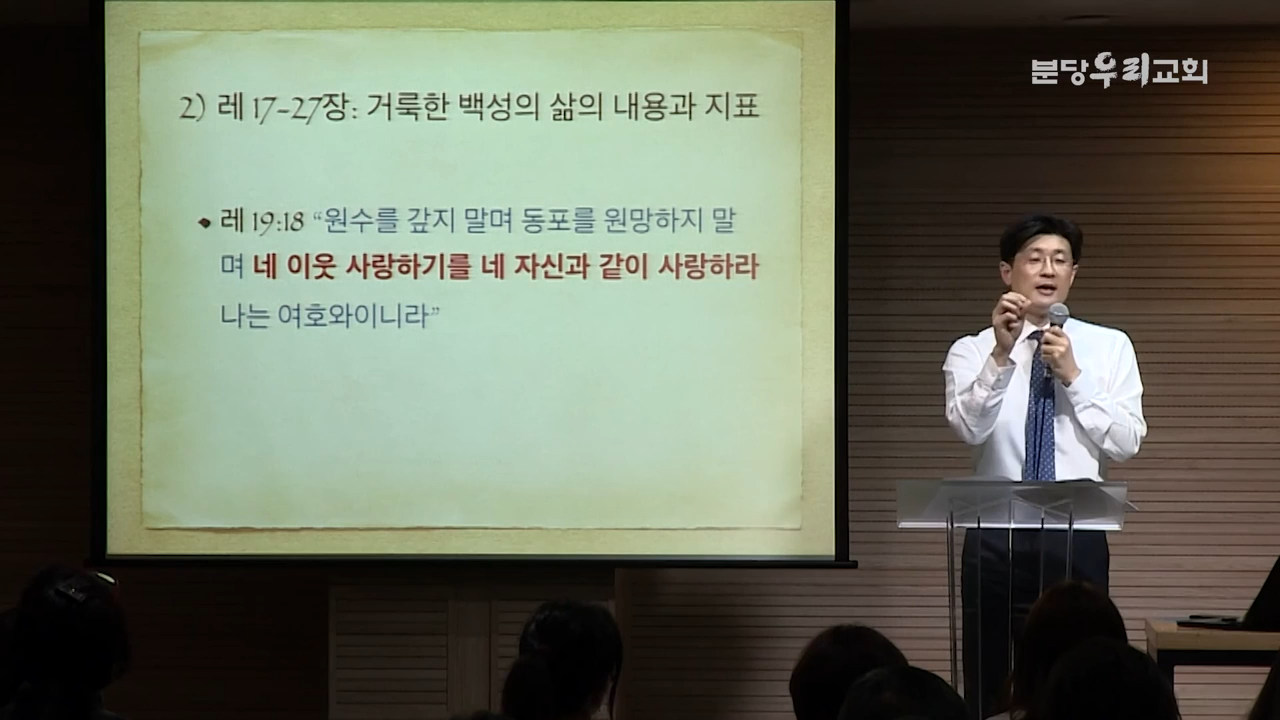 분당우리교회
2) 레 17-27장: 거룩한 백성의 삶의 내용과 지표
레 19:18 “원수를 갚지 말며 동포를 원망하지 말
며 네 이웃 사랑하기를 네 자신과 같이 사랑하라
나는 여호와이니라”